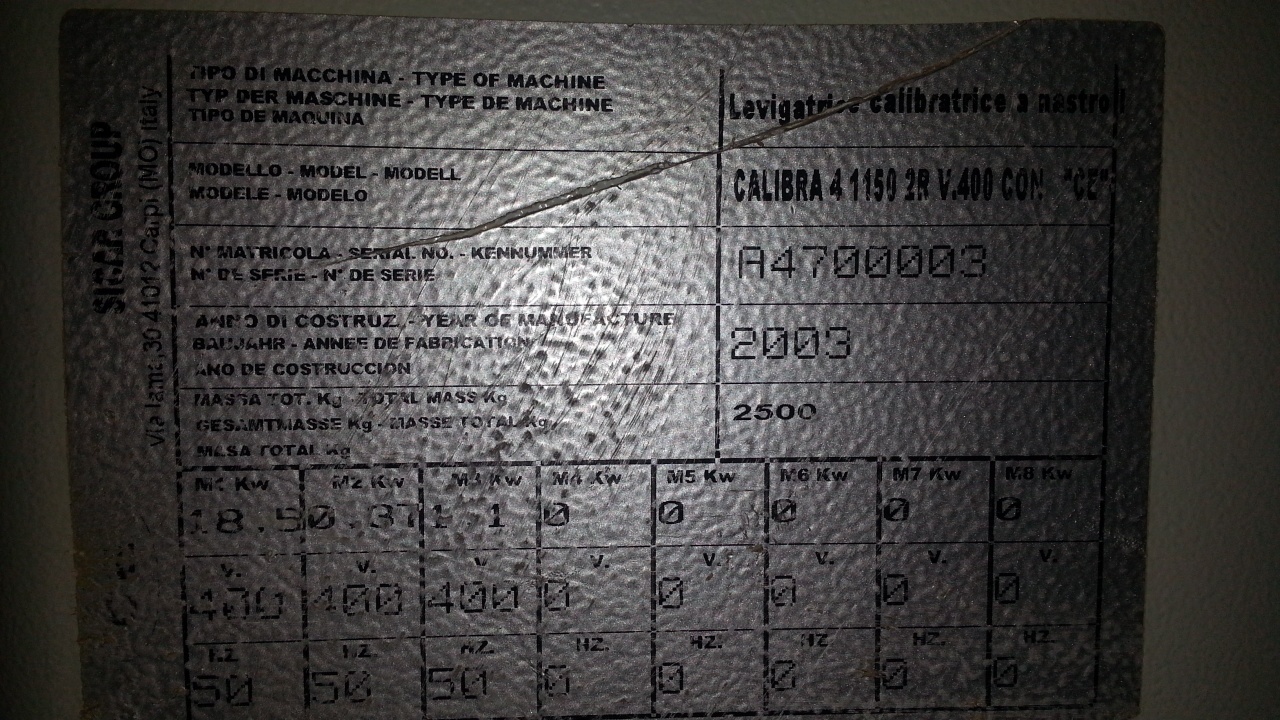 TIPO DI MACCHINA - TYPE OF MACHINE
TYP DER MASCHINE - TYPE DE MACHINE
TIPO DE MAQUINA
Levigatrice calibratrice a nastro
MODELLO - MODEL - MODELL
MODELE - MODELO
CALIBRA 4 1150 2R V.400 CON. "CE"
N° MATRICOLA - SERIAL NO. - KENNUMMER
N° DE SERIE - N° DE SERIE
A4700003
ANNO DI COSTRUZ. - YEAR OF MANUFACTURE
BAUJAHR - ANNEE DE FABRICATION
ANO DE COSTRUCCION
2003
MASSA TOT. Kg - TOTAL MASS Kg
GESAMTMASSE Kg - MASSE TOTAL Kg
MASA TOTAL Kg
2500
M1 Kw M2 Kw M3 Kw M4 Kw M5 Kw M6 Kw M7 Kw M8 Kw
18.5 0.37 1.1 0 0 0 0 0
V. V. V. V. V. V. V. V.
400 400 400 0 0 0 0 0
HZ HZ HZ. HZ. HZ. HZ. HZ. HZ.
50 50 50 0 0 0 0 0
GROUP
41012 Carpi (MO) Italy